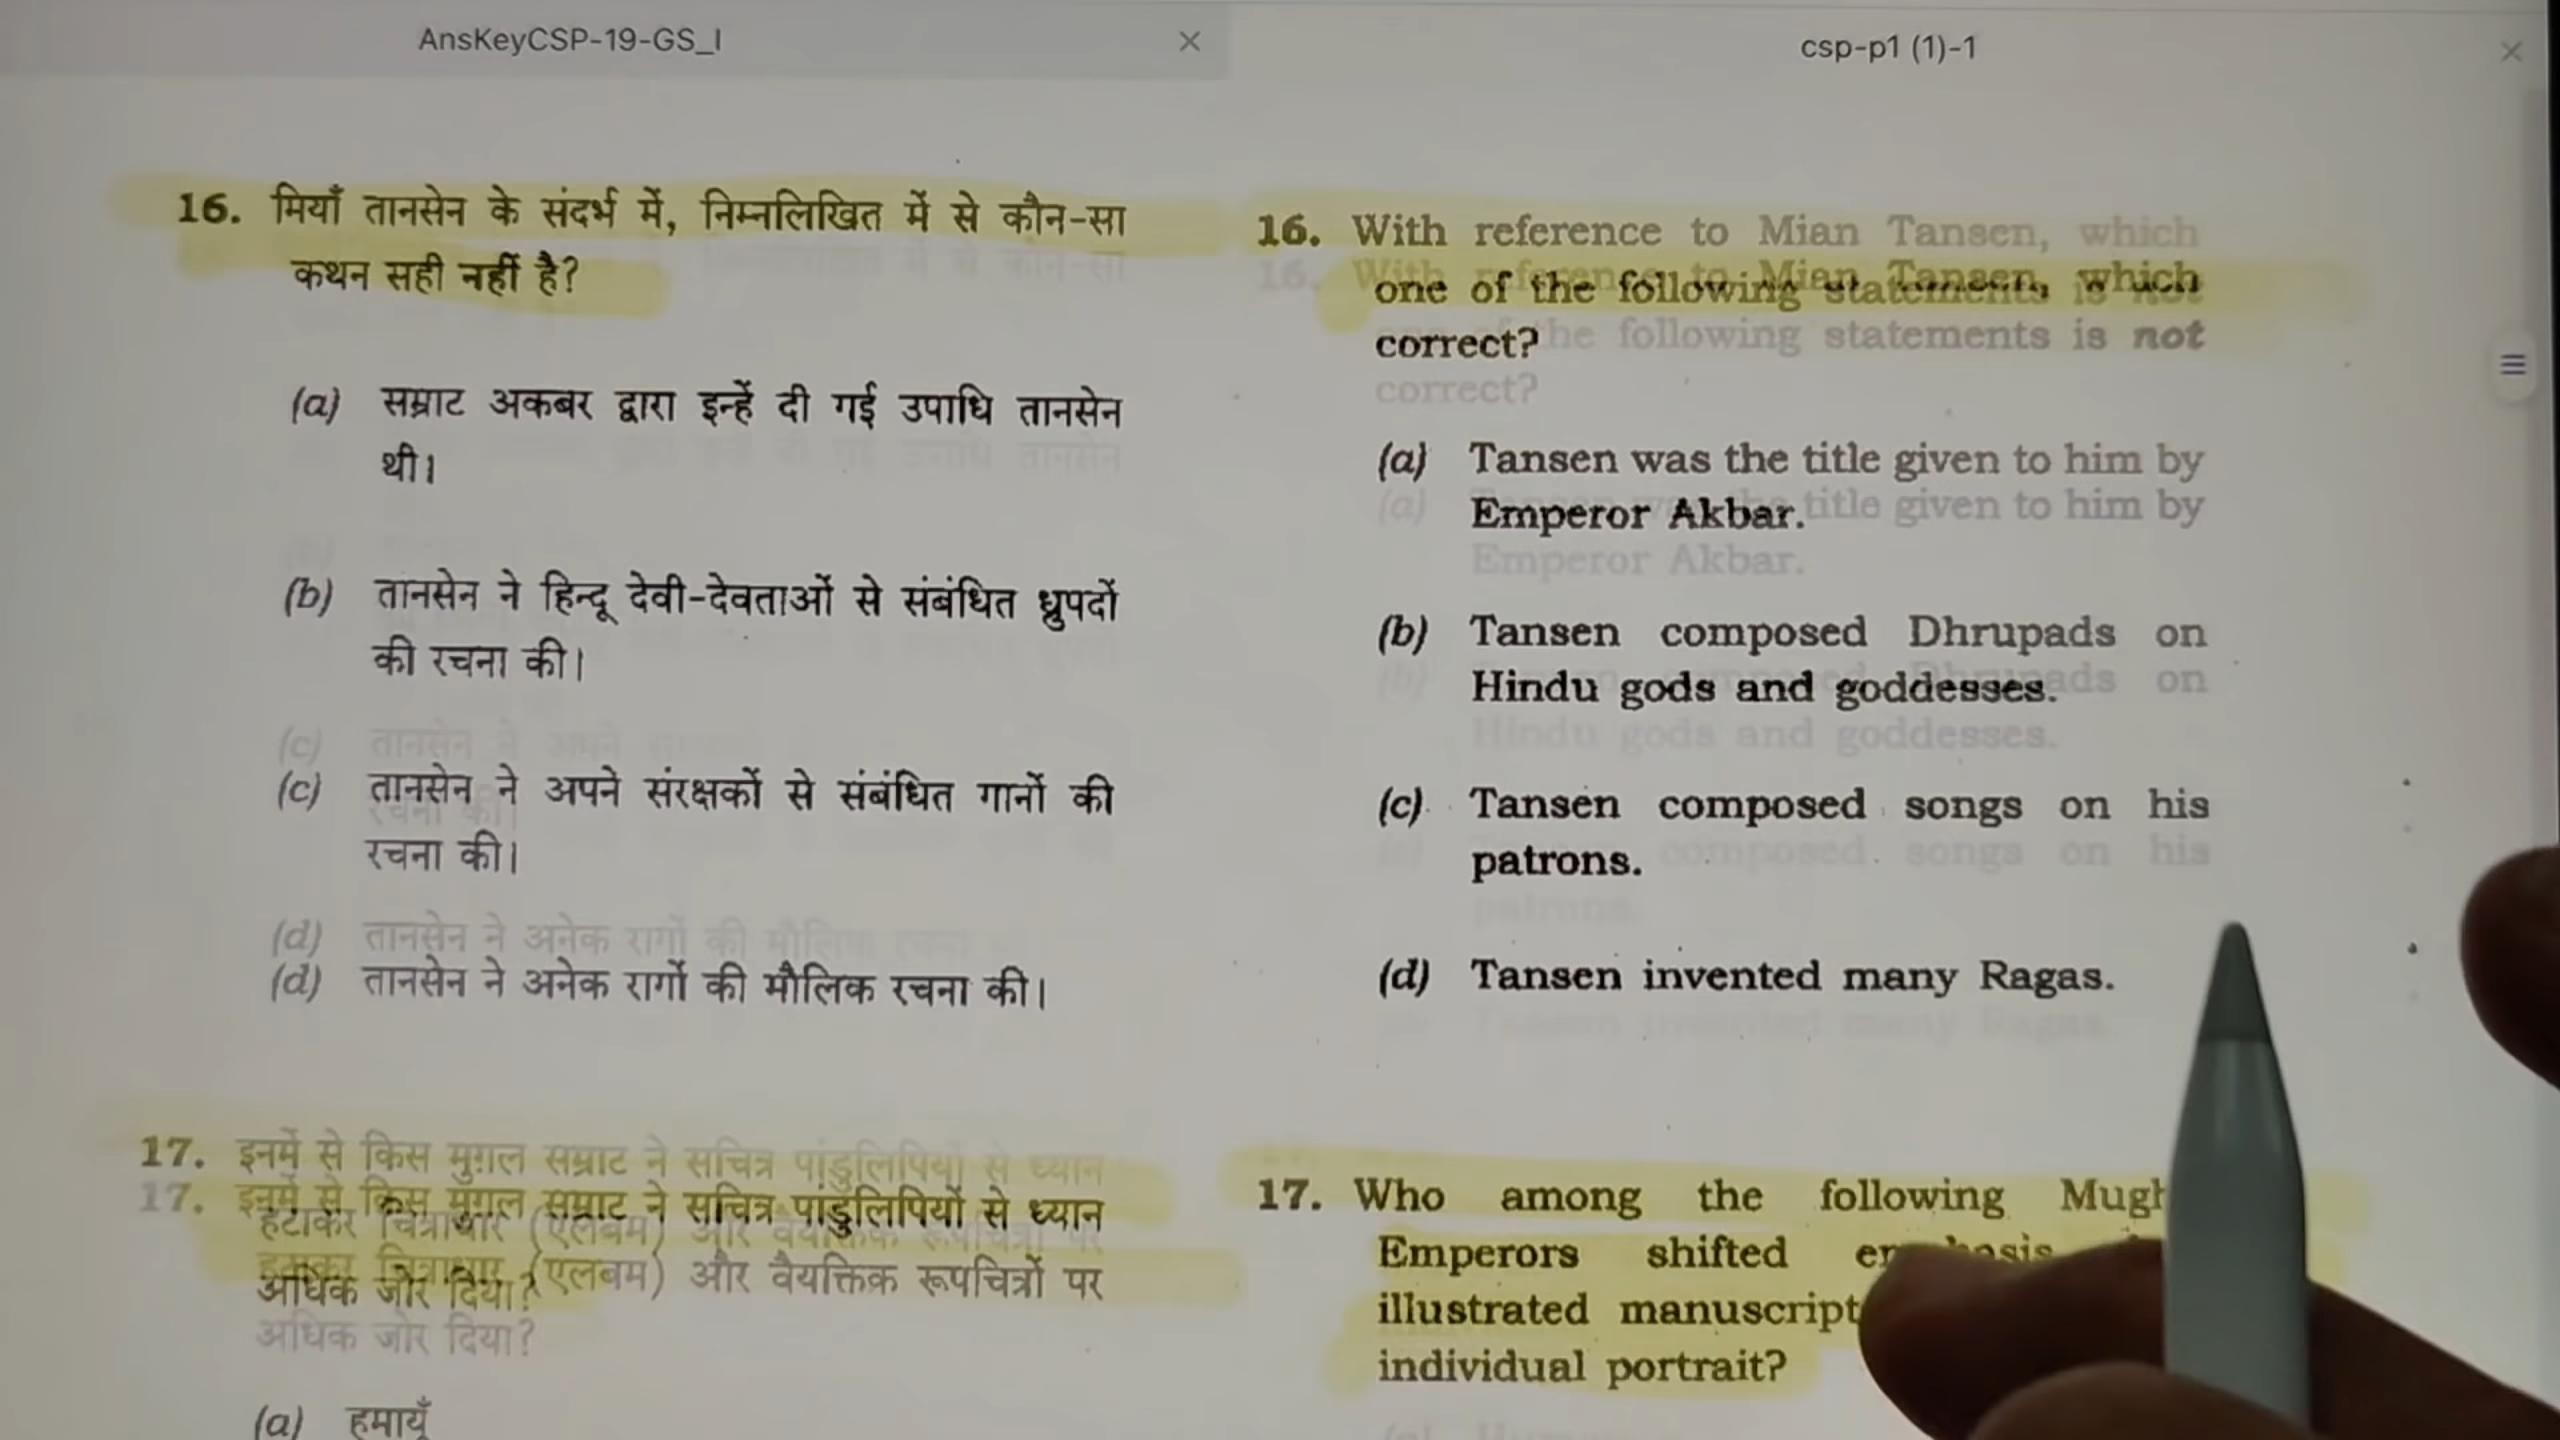 AnsKeyCSP-19-GS_I
csp-p1 (1)-1
16. मियाँ तानसेन के संदर्भ में, निम्नलिखित में से कौन-सा
कथन सही नहीं है?
(a) सम्राट अकबर द्वारा इन्हें दी गई उपाधि तानसेन
थी।
(b) तानसेन ने हिन्दू देवी-देवताओं से संबंधित ध्रुपदों
की रचना की।
(c) तानसेन ने अपने संरक्षकों से संबंधित गानों की
रचना की।
(d) तानसेन ने अनेक रागों की मौलिक रचना की।
17. इनमें से किस मुग़ल सम्राट ने सचित्र पांडुलिपियों से ध्यान
हटाकर चित्राधार (एलबम) और वैयक्तिक रूपचित्रों पर
अधिक जोर दिया?
(a) हुमायूँ
16. With reference to Mian Tansen, which
one of the following statements is not
correct?
(a) Tansen was the title given to him by
Emperor Akbar.
(b) Tansen composed Dhrupads on
Hindu gods and goddesses.
(c) Tansen composed songs on his
patrons.
(d) Tansen invented many Ragas.
17. Who among the following
Emperors shifted
illustrated
individual portrait?